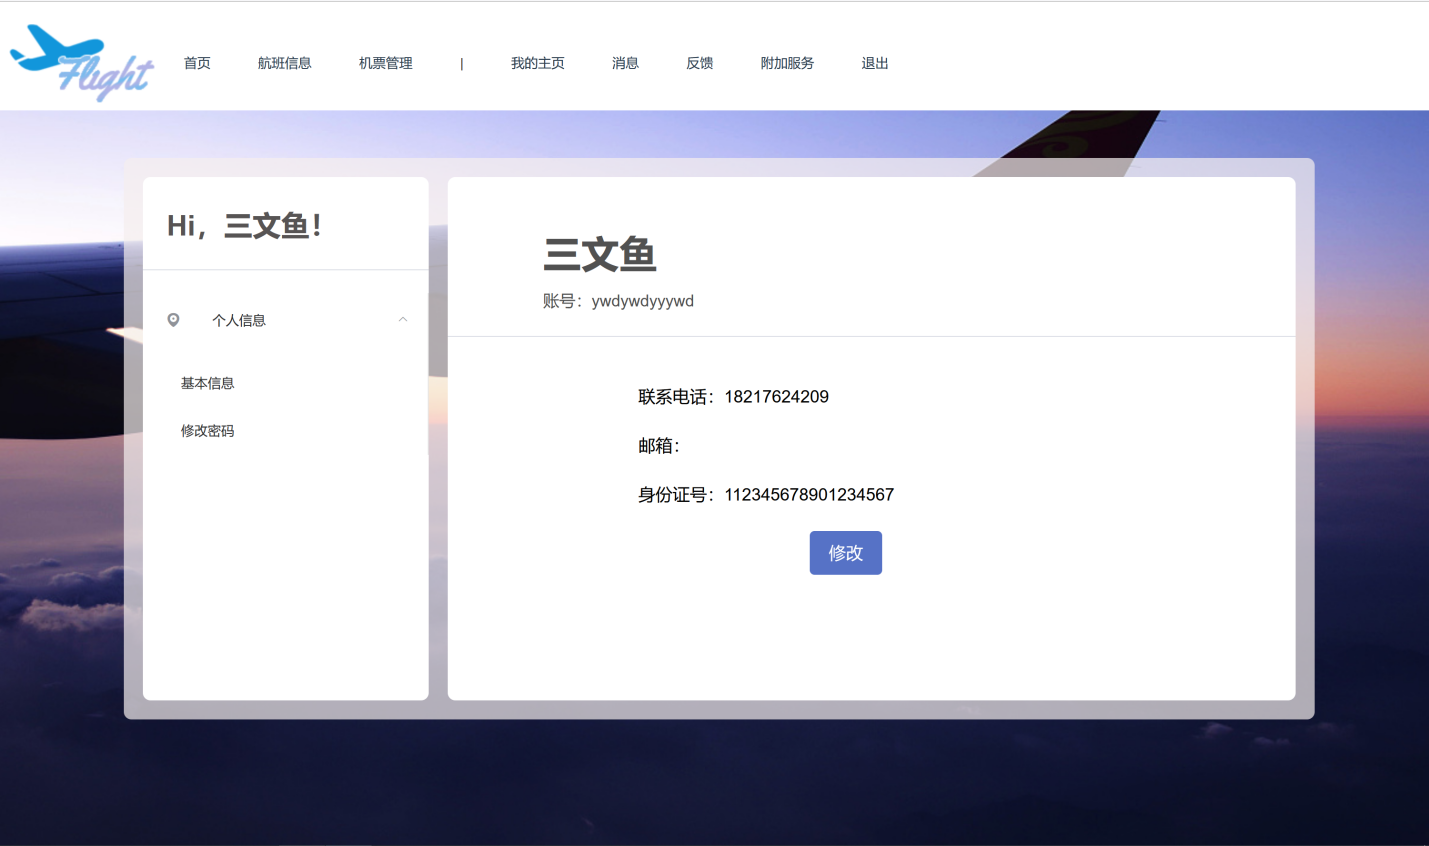 Flight
首页 航班信息 机票管理 | 我的主页 消息 反馈 附加服务 退出
Hi，三文鱼！
个人信息
基本信息
修改密码
三文鱼
账号：ywdywdyyywd
联系电话：18217624209
邮箱：
身份证号：112345678901234567
修改